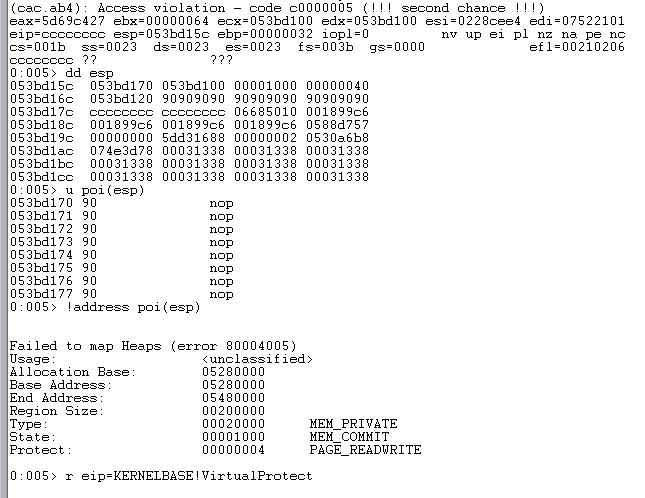 (cac.ab4): Access violation - code c0000005 (!!! second chance !!!)
eax=5d69c427 ebx=00000064 ecx=053bd100 edx=053bd100 esi=0228cee4 edi=07522101
eip=cccccccc esp=053bd15c ebp=00000032 iopl=0 nv up ei pl nz na pe nc
cs=001b ss=0023 ds=0023 es=0023 fs=003b gs=0000 efl=00210206
cccccccc ?? ???
0:005> dd esp
053bd15c 053bd170 053bd100 00001000 00000040
053bd16c 053bd120 90909090 90909090 90909090
053bd17c cccccccc cccccccc 06685010 001899c6
053bd18c 001899c6 001899c6 001899c6 0588d757
053bd19c 00000000 5dd31688 00000002 0530a6b8
053bd1ac 074e3d78 00031338 00031338 00031338
053bd1bc 00031338 00031338 00031338 00031338
053bd1cc 00031338 00031338 00031338 00031338
0:005> u poi(esp)
053bd170 90 nop
053bd171 90 nop
053bd172 90 nop
053bd173 90 nop
053bd174 90 nop
053bd175 90 nop
053bd176 90 nop
053bd177 90 nop
0:005> !address poi(esp)
Failed to map Heaps (error 80004005)
Usage: <unclassified>
Allocation Base: 05280000
Base Address: 05280000
End Address: 05480000
Region Size: 00200000
Type: 00020000 MEM_PRIVATE
State: 00001000 MEM_COMMIT
Protect: 00000004 PAGE_READWRITE
0:005> r eip=KERNELBASE!VirtualProtect